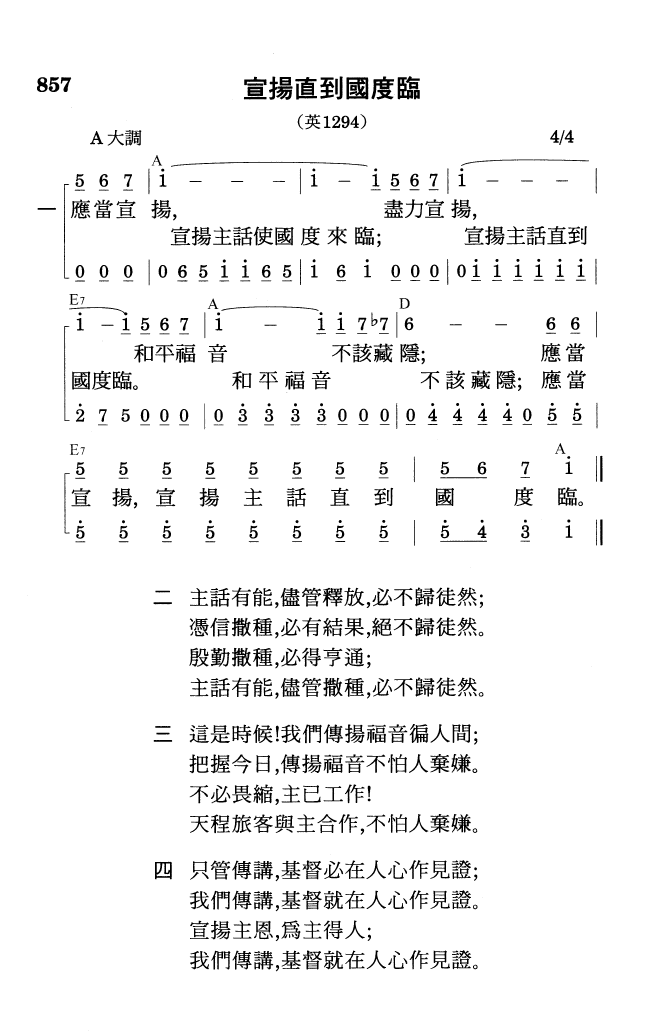 857
宣揚直到國度臨
(英1294)
A 大調 4/4
A
5 6 7 | i - - - | i - i 5 6 7 | i - - - |
一 應當宣 揚, 盡力宣 揚,
宣揚主話使國 度 來 臨; 宣揚主話直到
0 0 0 | 0 6 5 i i 6 5 | i 6 i 0 0 0 | 0 i i i i i |
E7 A D
i - i 5 6 7 | i - i i 7 ♭7 | 6 - - 6 6 |
和平福 音 不該藏 隱; 應當
國度臨。 和 平 福 音 不 該 藏 隱; 應 當
2 7 5 0 0 0 | 0 3 3 3 3 0 0 0 | 0 4 4 4 4 0 5 5 |
E7 A
5 5 5 5 5 5 5 5 | 5 6 7 i ‖
宣 揚, 宣 揚 主 話 直 到 國 度 臨。
5 5 5 5 5 5 5 5 | 5 4 3 i ‖
二 主話有能,儘管釋放,必不歸徒然;
憑信撒種,必有結果,絕不歸徒然。
殷勤撒種,必得亨通;
主話有能,儘管撒種,必不歸徒然。
三 這是時候!我們傳揚福音徧人間;
把握今日,傳揚福音不怕人棄嫌。
不必畏縮,主已工作!
天程旅客與主合作,不怕人棄嫌。
四 只管傳講,基督必在人心作見證;
我們傳講,基督就在人心作見證。
宣揚主恩,爲主得人;
我們傳講,基督就在人心作見證。